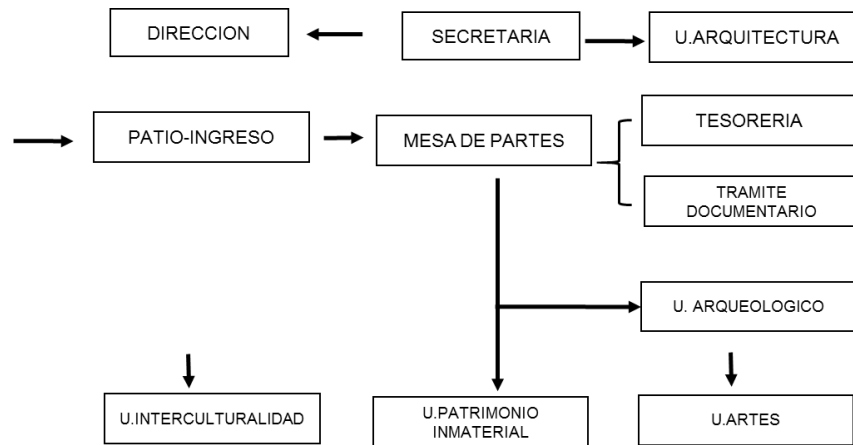 DIRECCION
SECRETARIA
U.ARQUITECTURA
PATIO-INGRESO
MESA DE PARTES
TESORERIA
TRAMITE
DOCUMENTARIO
U. ARQUEOLOGICO
U.INTERCULTURALIDAD
U.PATRIMONIO
INMATERIAL
U.ARTES